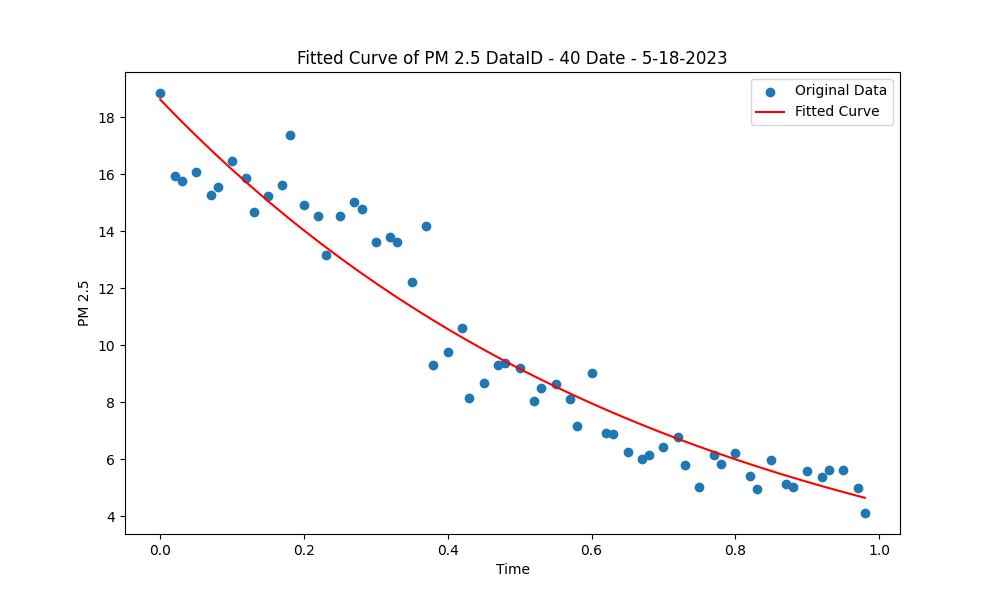 Fitted Curve of PM 2.5 DataID - 40 Date - 5-18-2023
Original Data
Fitted Curve
18
16
14
12
10
8
6
4
PM 2.5
0.0 0.2 0.4 0.6 0.8 1.0
Time